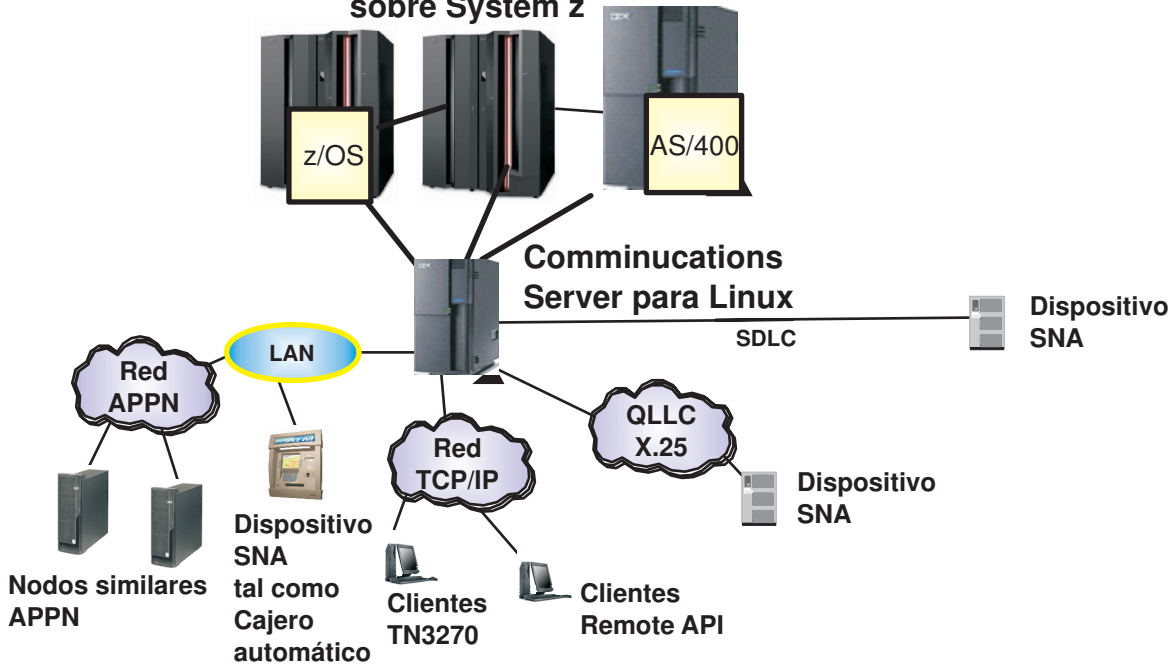 sobre System z
z/OS
AS/400
Comminucations
Server para Linux
SDLC
Dispositivo
SNA
LAN
Red
APPN
QLLC
X.25
Red
TCP/IP
ATM
Dispositivo
SNA
Nodos similares
APPN
Dispositivo
SNA
tal como
Cajero
automático
Clientes
TN3270
Clientes
Remote API